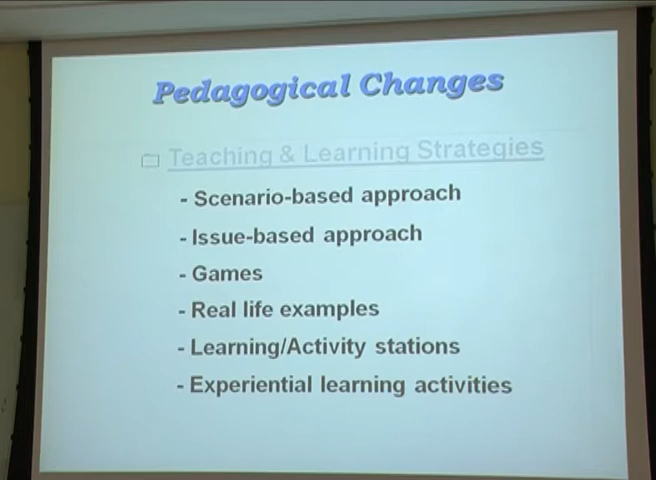 Pedagogical Changes
Teaching & Learning Strategies
- Scenario-based approach
- Issue-based approach
- Games
- Real life examples
- Learning/Activity stations
- Experiential learning activities